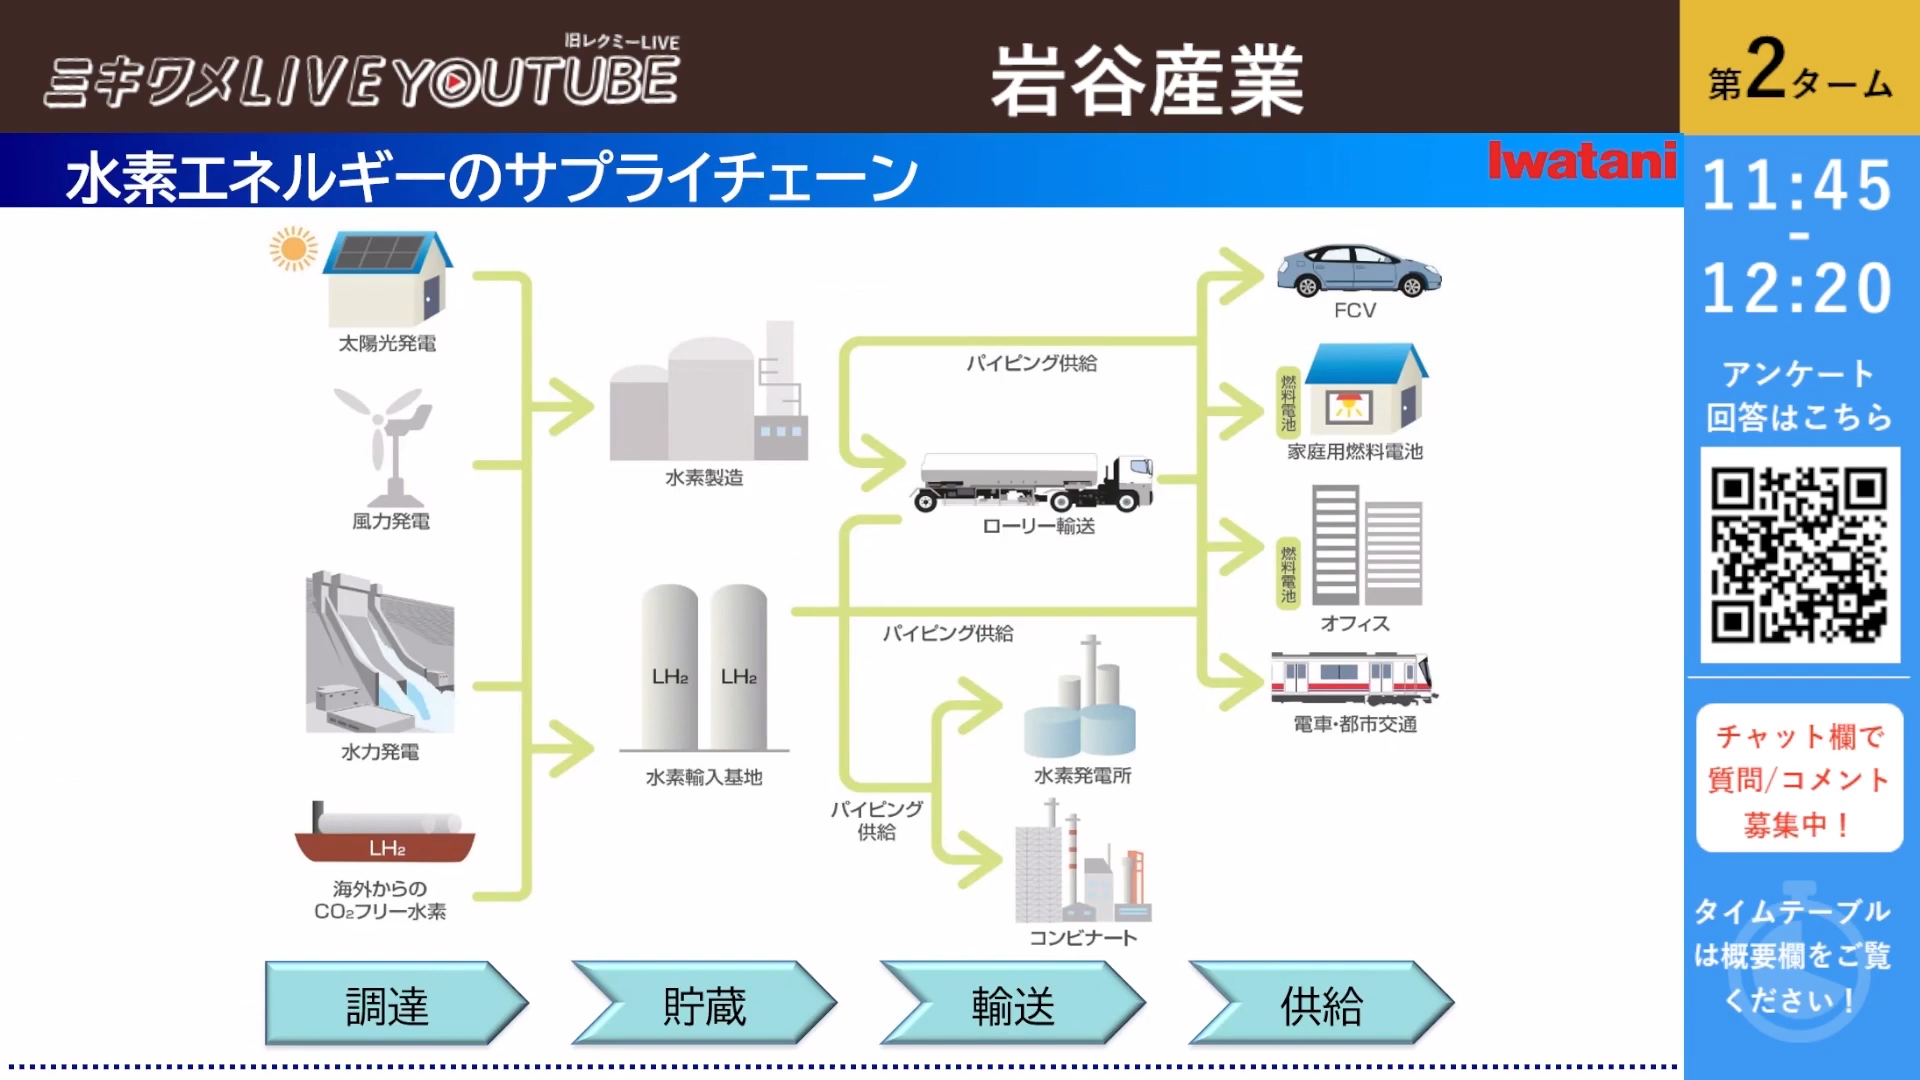 旧レクミーLIVE
ミキワメLIVE YOUTUBE
岩谷産業
第2ターム
水素エネルギーのサプライチェーン
Iwatani
11:45
-
12:20
アンケート
回答はこちら
チャット欄で
質問/コメント
募集中!
タイムテーブル
は概要欄をご覧
ください!
太陽光発電
風力発電
水力発電
LH₂
海外からの
CO₂フリー水素
水素製造
LH₂ LH₂
水素輸入基地
パイピング供給
ローリー輸送
パイピング供給
パイピング
供給
水素発電所
コンビナート
FCV
燃料電池
家庭用燃料電池
燃料電池
オフィス
電車・都市交通
調達
貯蔵
輸送
供給